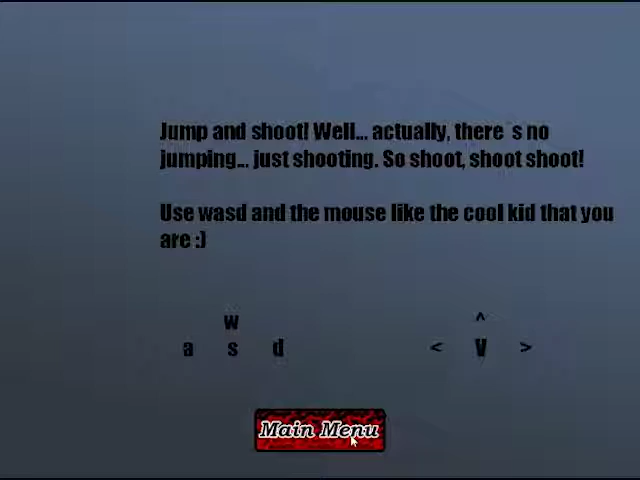 Jump and shoot! Well... actually, there s no
jumping... just shooting. So shoot, shoot shoot!
Use wasd and the mouse like the cool kid that you
are :)
w ^
a s d < V >
Main Menu